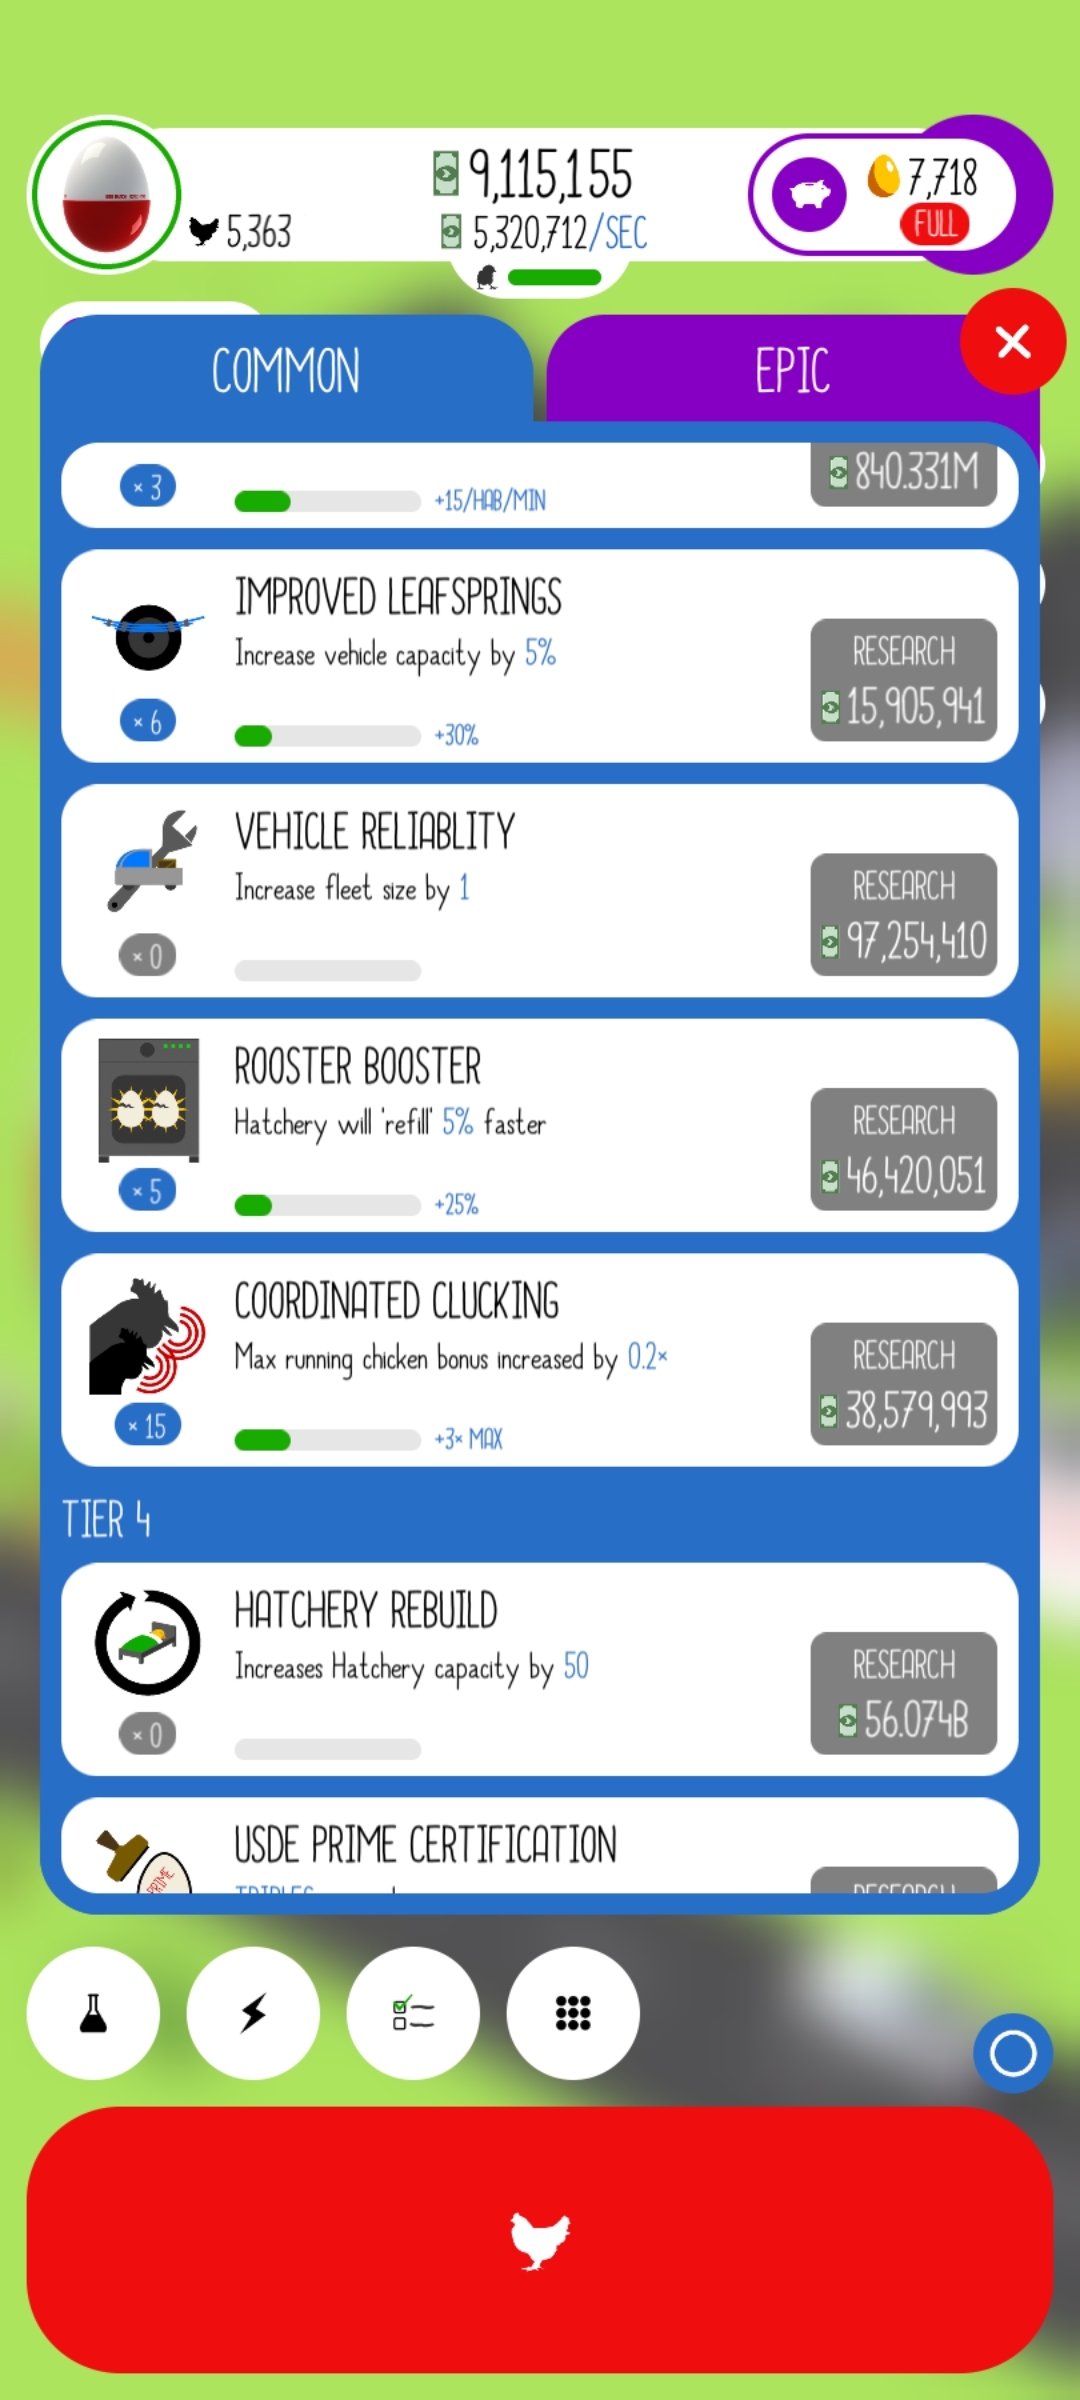 9,115,155
7,718
5,363
5,320,712/SEC
FULL
COMMON
EPIC
840.331M
× 3
+15/HAB/MIN
IMPROVED LEAFSPRINGS
Increase vehicle capacity by 5%
RESEARCH
15,905,941
× 6
+30%
VEHICLE RELIABLITY
Increase fleet size by 1
RESEARCH
97,254,410
× 0
ROOSTER BOOSTER
Hatchery will 'refill' 5% faster
RESEARCH
46,420,051
× 5
+25%
COORDINATED CLUCKING
Max running chicken bonus increased by 0.2×
RESEARCH
38,579,993
× 15
+3× MAX
TIER 4
HATCHERY REBUILD
Increases Hatchery capacity by 50
RESEARCH
56.074B
× 0
USDE PRIME CERTIFICATION
PRIME
TRIPLES
RESEARCH